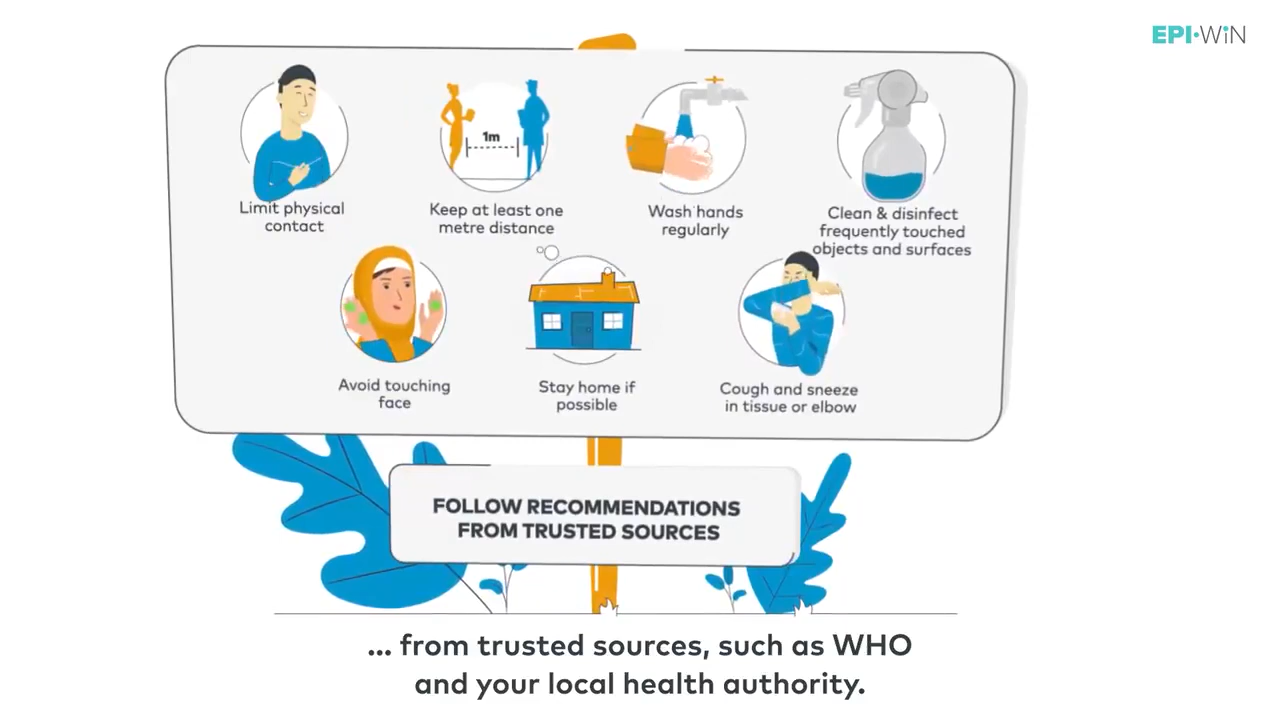 EPI·WiN
1m
Limit physical
contact
Keep at least one
metre distance
Wash hands
regularly
Clean & disinfect
frequently touched
objects and surfaces
Avoid touching
face
Stay home if
possible
Cough and sneeze
in tissue or elbow
FOLLOW RECOMMENDATIONS
FROM TRUSTED SOURCES
... from trusted sources, such as WHO
and your local health authority.